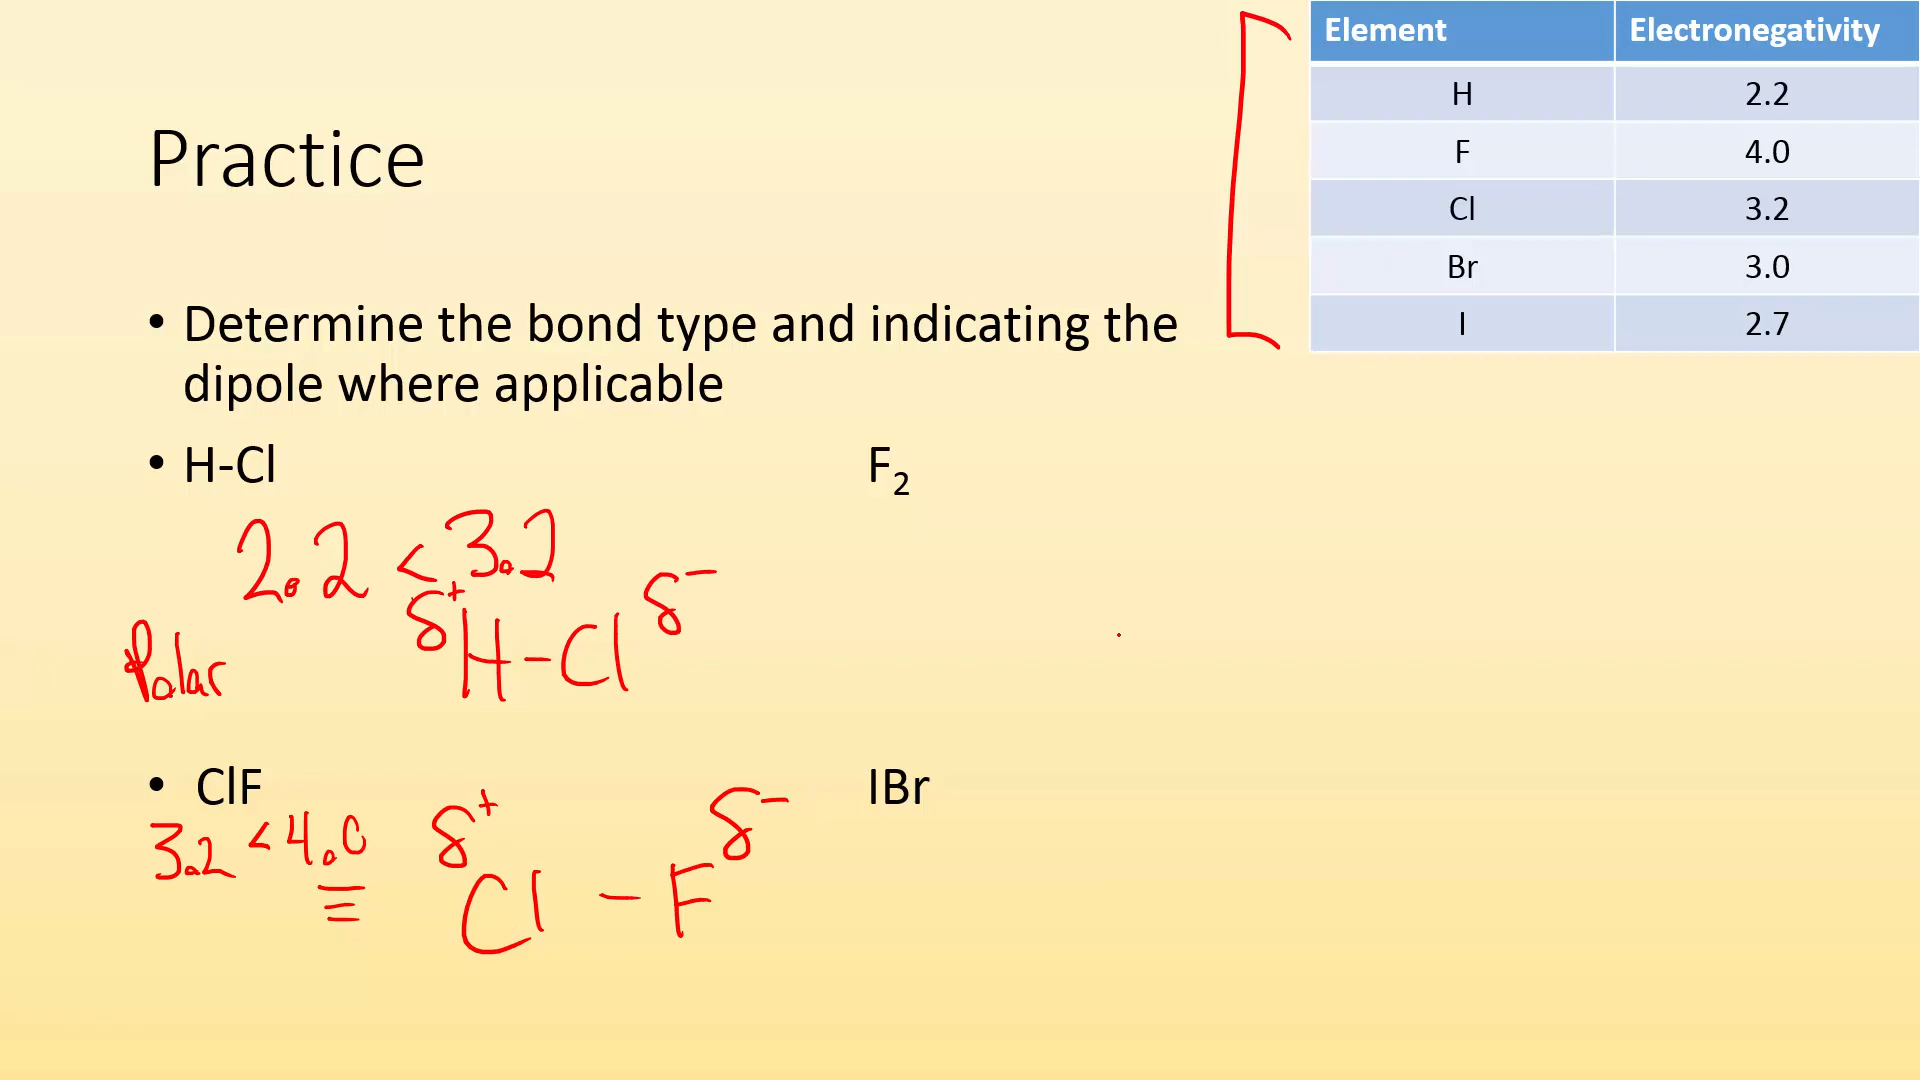 Element Electronegativity
H 2.2
F 4.0
Cl 3.2
Br 3.0
I 2.7
Practice
• Determine the bond type and indicating the
dipole where applicable
• H-Cl F₂
2.2 < 3.2
δ⁺ H – Cl δ⁻
Polar
• ClF IBr
3.2 < 4.0
δ⁺ δ⁻
Cl – F